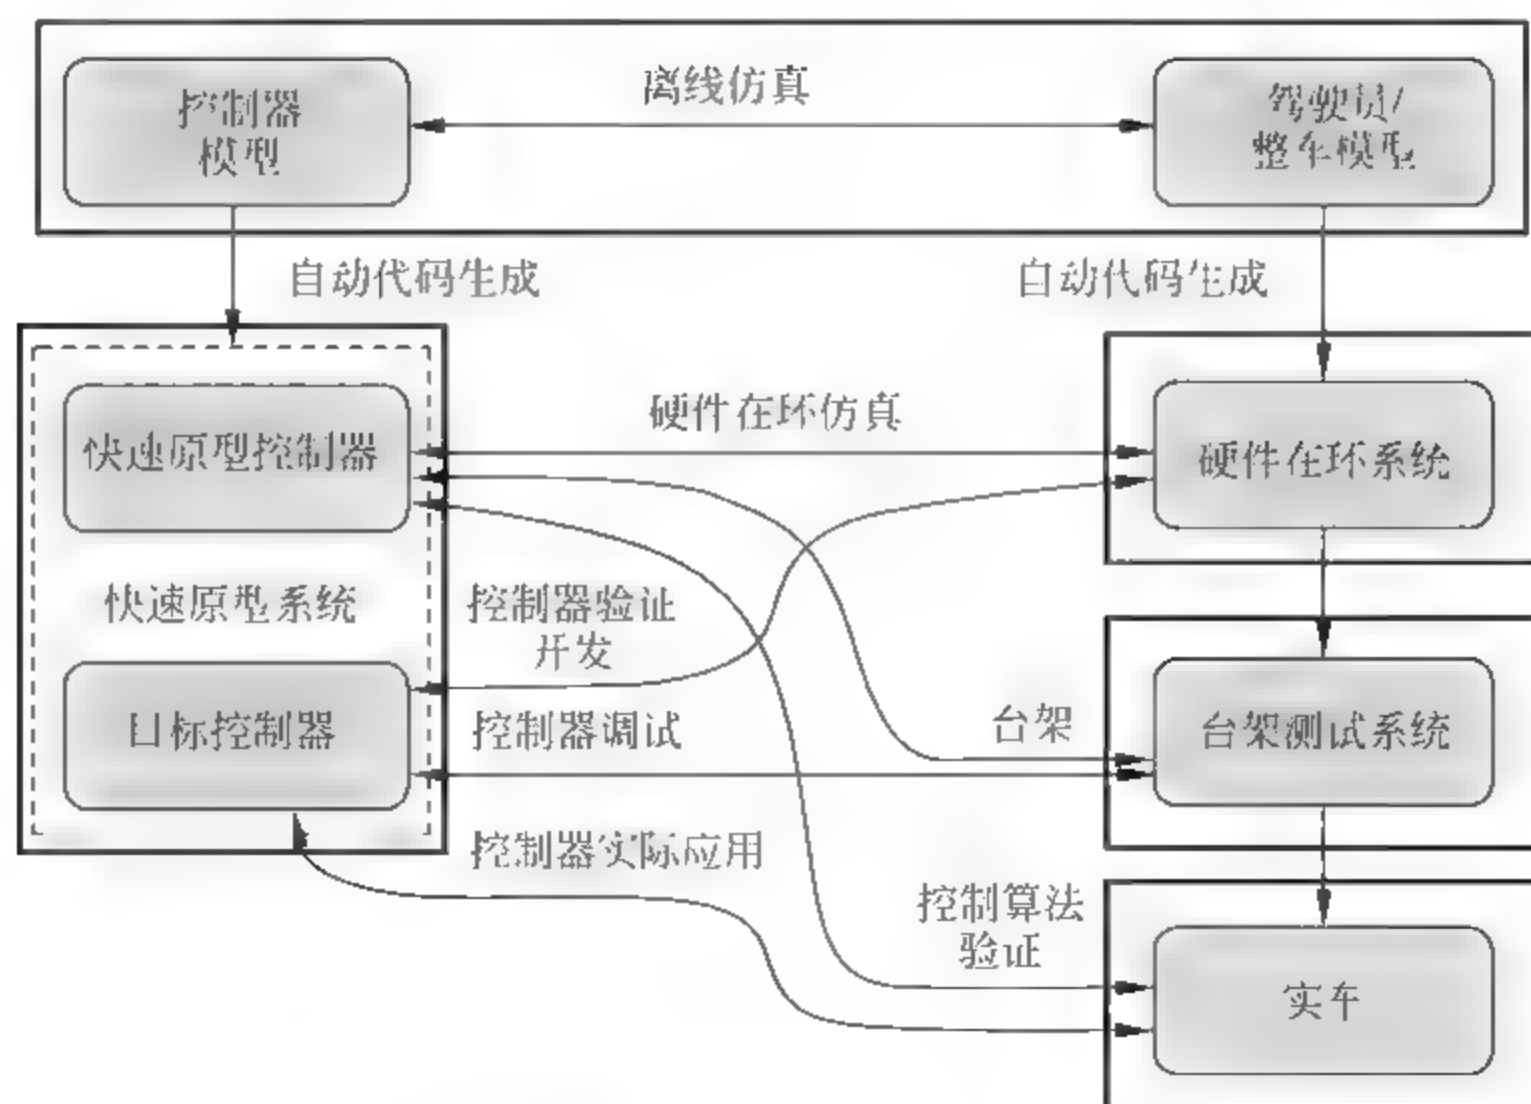 离线仿真
控制器
模型
驾驶员/
整车模型
自动代码生成
自动代码生成
硬件在环仿真
快速原型控制器
硬件在环系统
快速原型系统
控制器验证
开发
目标控制器
控制器调试
台架
台架测试系统
控制器实际应用
控制算法
验证
实车